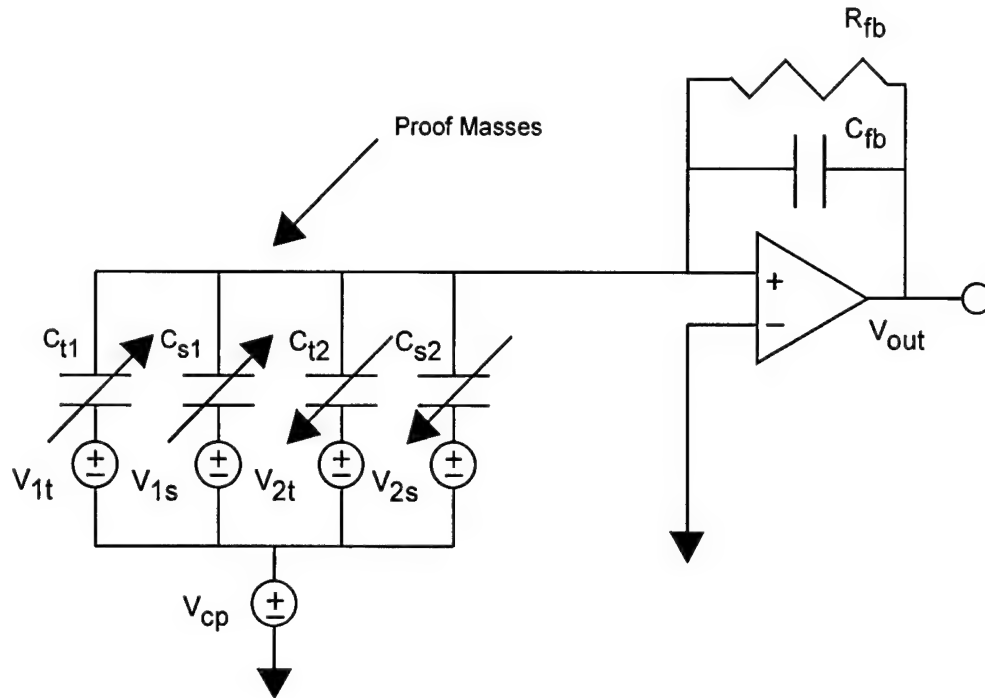 R_fb
C_fb
Proof Masses
C_t1 C_s1 C_t2 C_s2
+
−
V_out
± ± ± ±
V_1t V_1s V_2t V_2s
V_cp ±